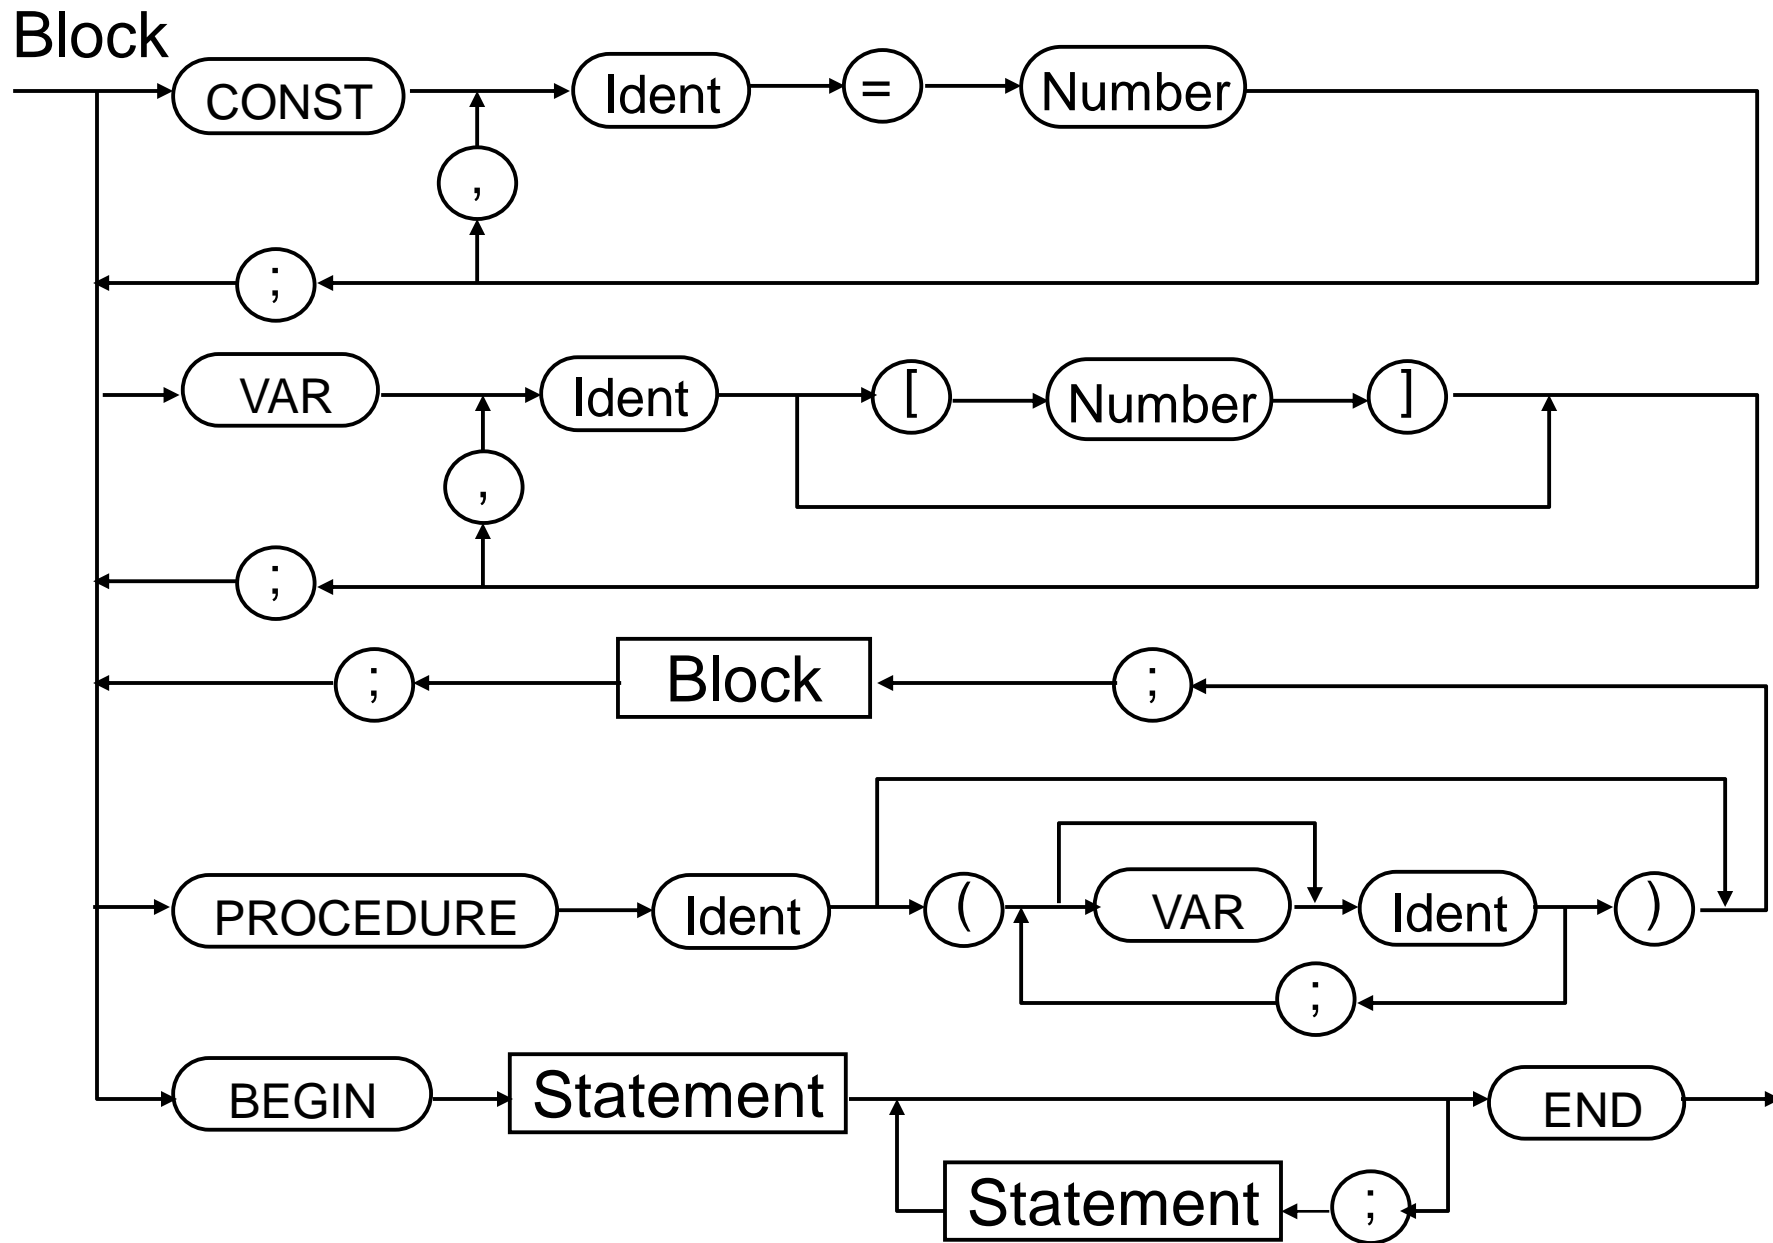 Block
CONST Ident = Number
,
;
VAR Ident [ Number ]
,
;
; Block ;
PROCEDURE Ident ( VAR Ident )
;
BEGIN Statement END
Statement ;